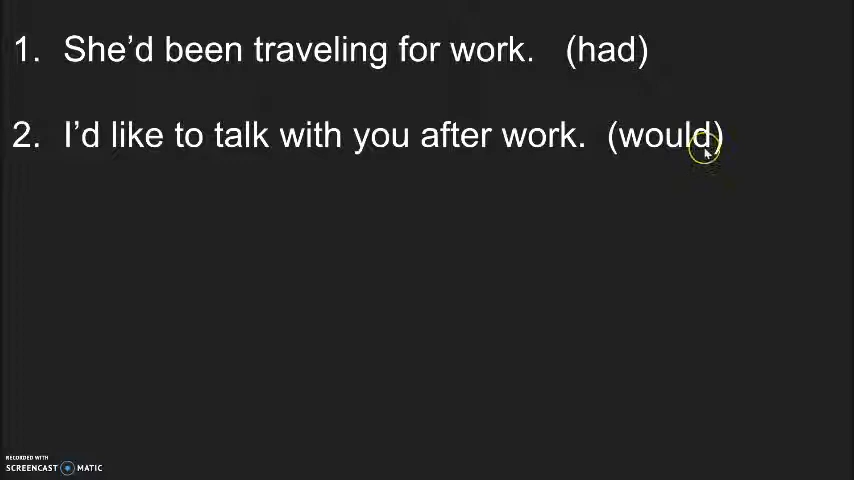 1. She’d been traveling for work. (had)
2. I’d like to talk with you after work. (would)
RECORDED WITH
SCREENCAST MATIC